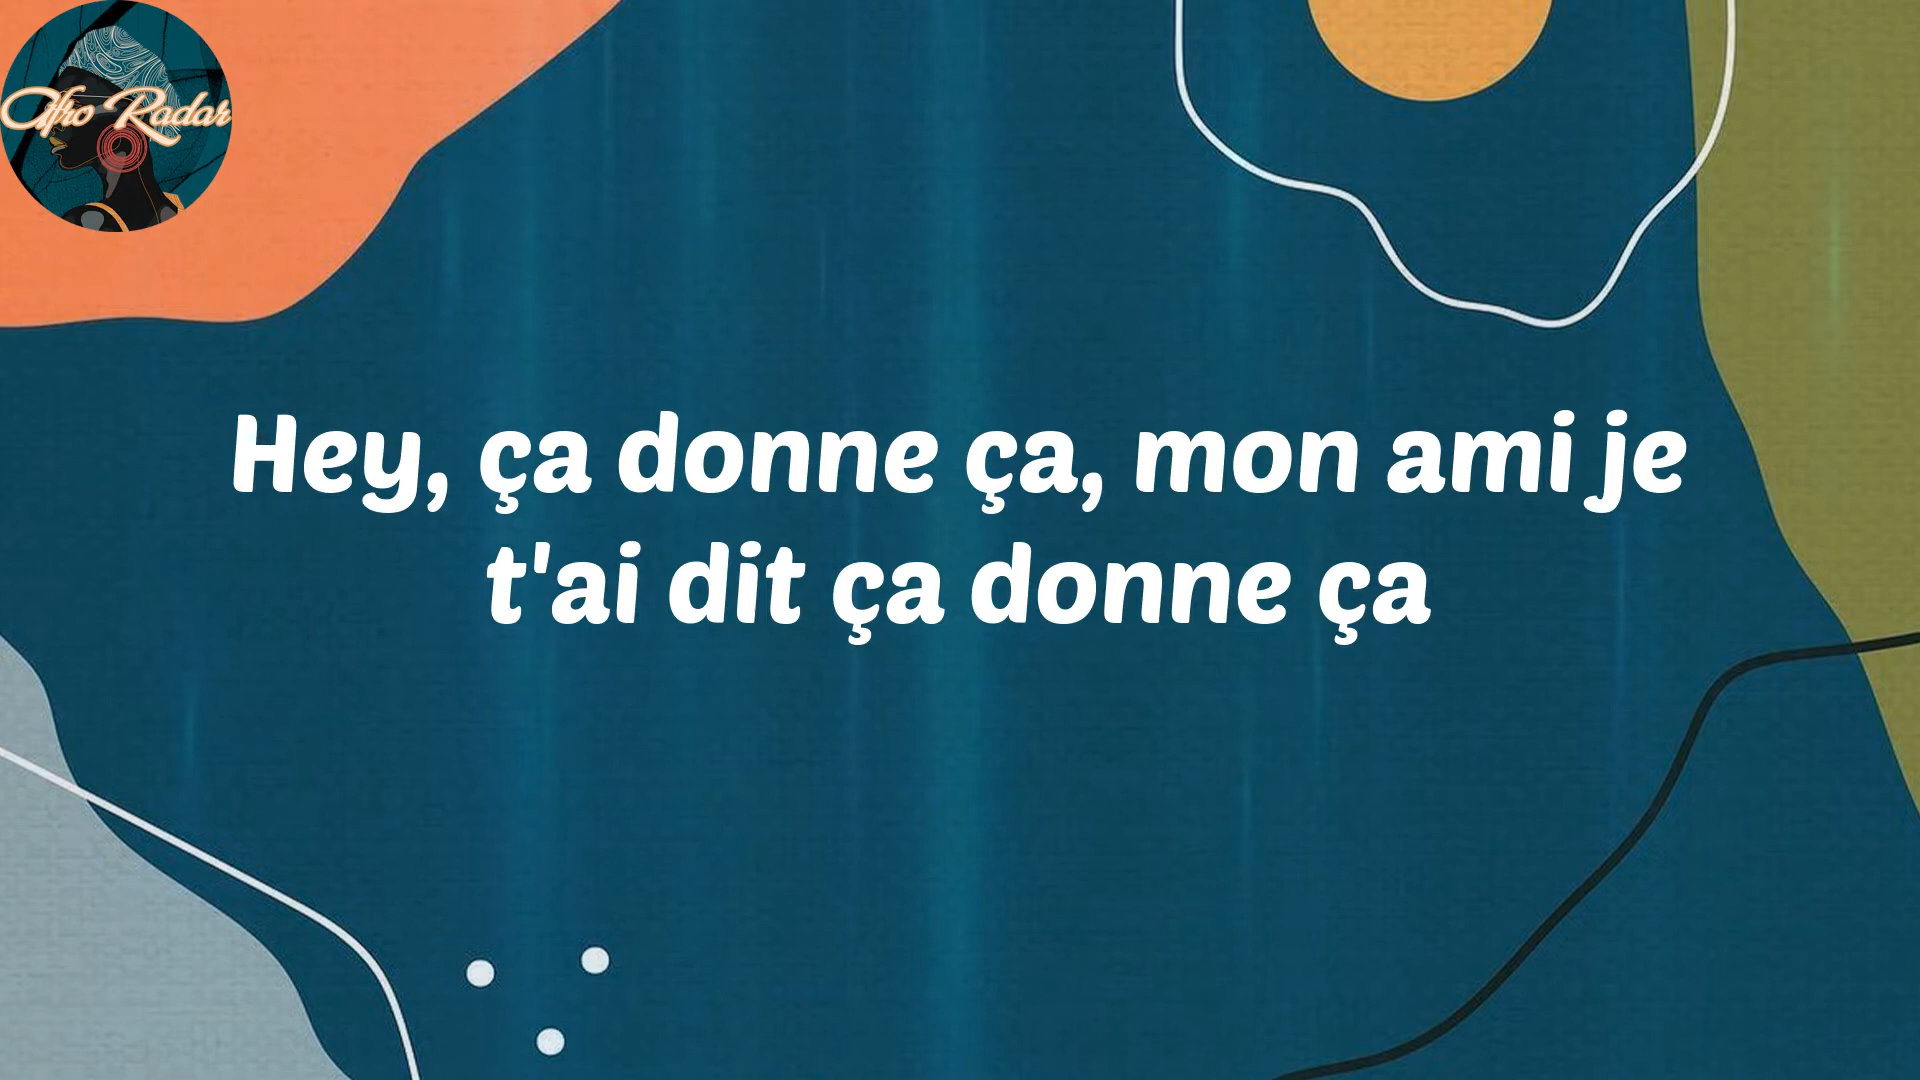 Afro Radar
Hey, ça donne ça, mon ami je
t'ai dit ça donne ça